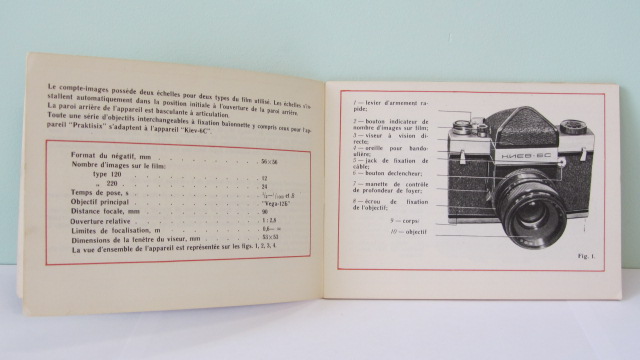 Le compte-images possède deux échelles pour deux types du film utilisé. Les échelles s'in-
stallent automatiquement dans la position initiale à l'ouverture de la paroi arrière.
La paroi arrière de l'appareil est basculante à articulation.
Toute une série d'objectifs interchangeables à fixation baïonnette y compris ceux pour l'ap-
pareil "Praktisix" s'adaptent à l'appareil "Kiev-6C".
Format du négatif, mm . . . . . 56×56
Nombre d'images sur le film:
type 120 . . . . . 12
„ 220 . . . . . 24
Temps de pose, s . . . . . et B
Objectif principal . . . . . "Vega-12Б"
Distance focale, mm . . . . . 90
Ouverture relative . . . . . 1 : 2,8
Limites de focalisation, m . . . . . 0,6— ∞
Dimensions de la fenêtre du viseur, mm . . . . . 53×53
La vue d'ensemble de l'appareil est représentée sur les figs. 1, 2, 3, 4.
1 — levier d'armement ra-
pide;
2 — bouton indicateur de
nombre d'images sur film;
3 — viseur à vision di-
recte;
4 — oreille pour bandou-
lière;
5 — jack de fixation de
câble;
6 — bouton declencheur;
7 — manette de contrôle
de profondeur de foyer;
8 — écrou de fixation
de l'objectif;
9 — corps;
10 — objectif
КИЕВ-6С
Fig. 1.